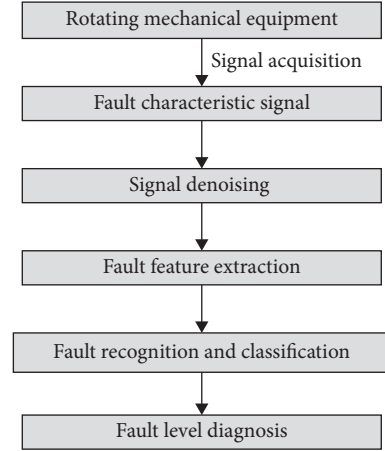 Rotating mechanical equipment
Signal acquisition
Fault characteristic signal
Signal denoising
Fault feature extraction
Fault recognition and classification
Fault level diagnosis